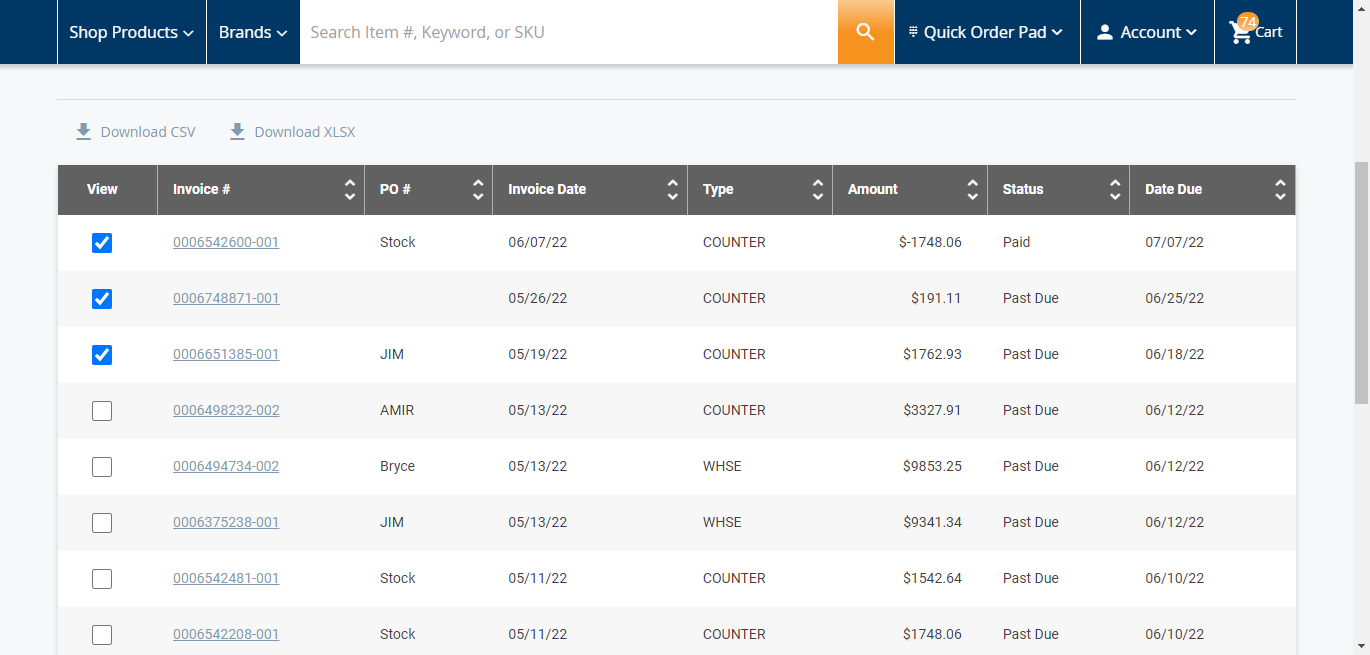 Shop Products Brands Search Item #, Keyword, or SKU Quick Order Pad Account 74 Cart
Download CSV Download XLSX
View Invoice # PO # Invoice Date Type Amount Status Date Due
0006542600-001 Stock 06/07/22 COUNTER $-1748.06 Paid 07/07/22
0006748871-001 05/26/22 COUNTER $191.11 Past Due 06/25/22
0006651385-001 JIM 05/19/22 COUNTER $1762.93 Past Due 06/18/22
0006498232-002 AMIR 05/13/22 COUNTER $3327.91 Past Due 06/12/22
0006494734-002 Bryce 05/13/22 WHSE $9853.25 Past Due 06/12/22
0006375238-001 JIM 05/13/22 WHSE $9341.34 Past Due 06/12/22
0006542481-001 Stock 05/11/22 COUNTER $1542.64 Past Due 06/10/22
0006542208-001 Stock 05/11/22 COUNTER $1748.06 Past Due 06/10/22